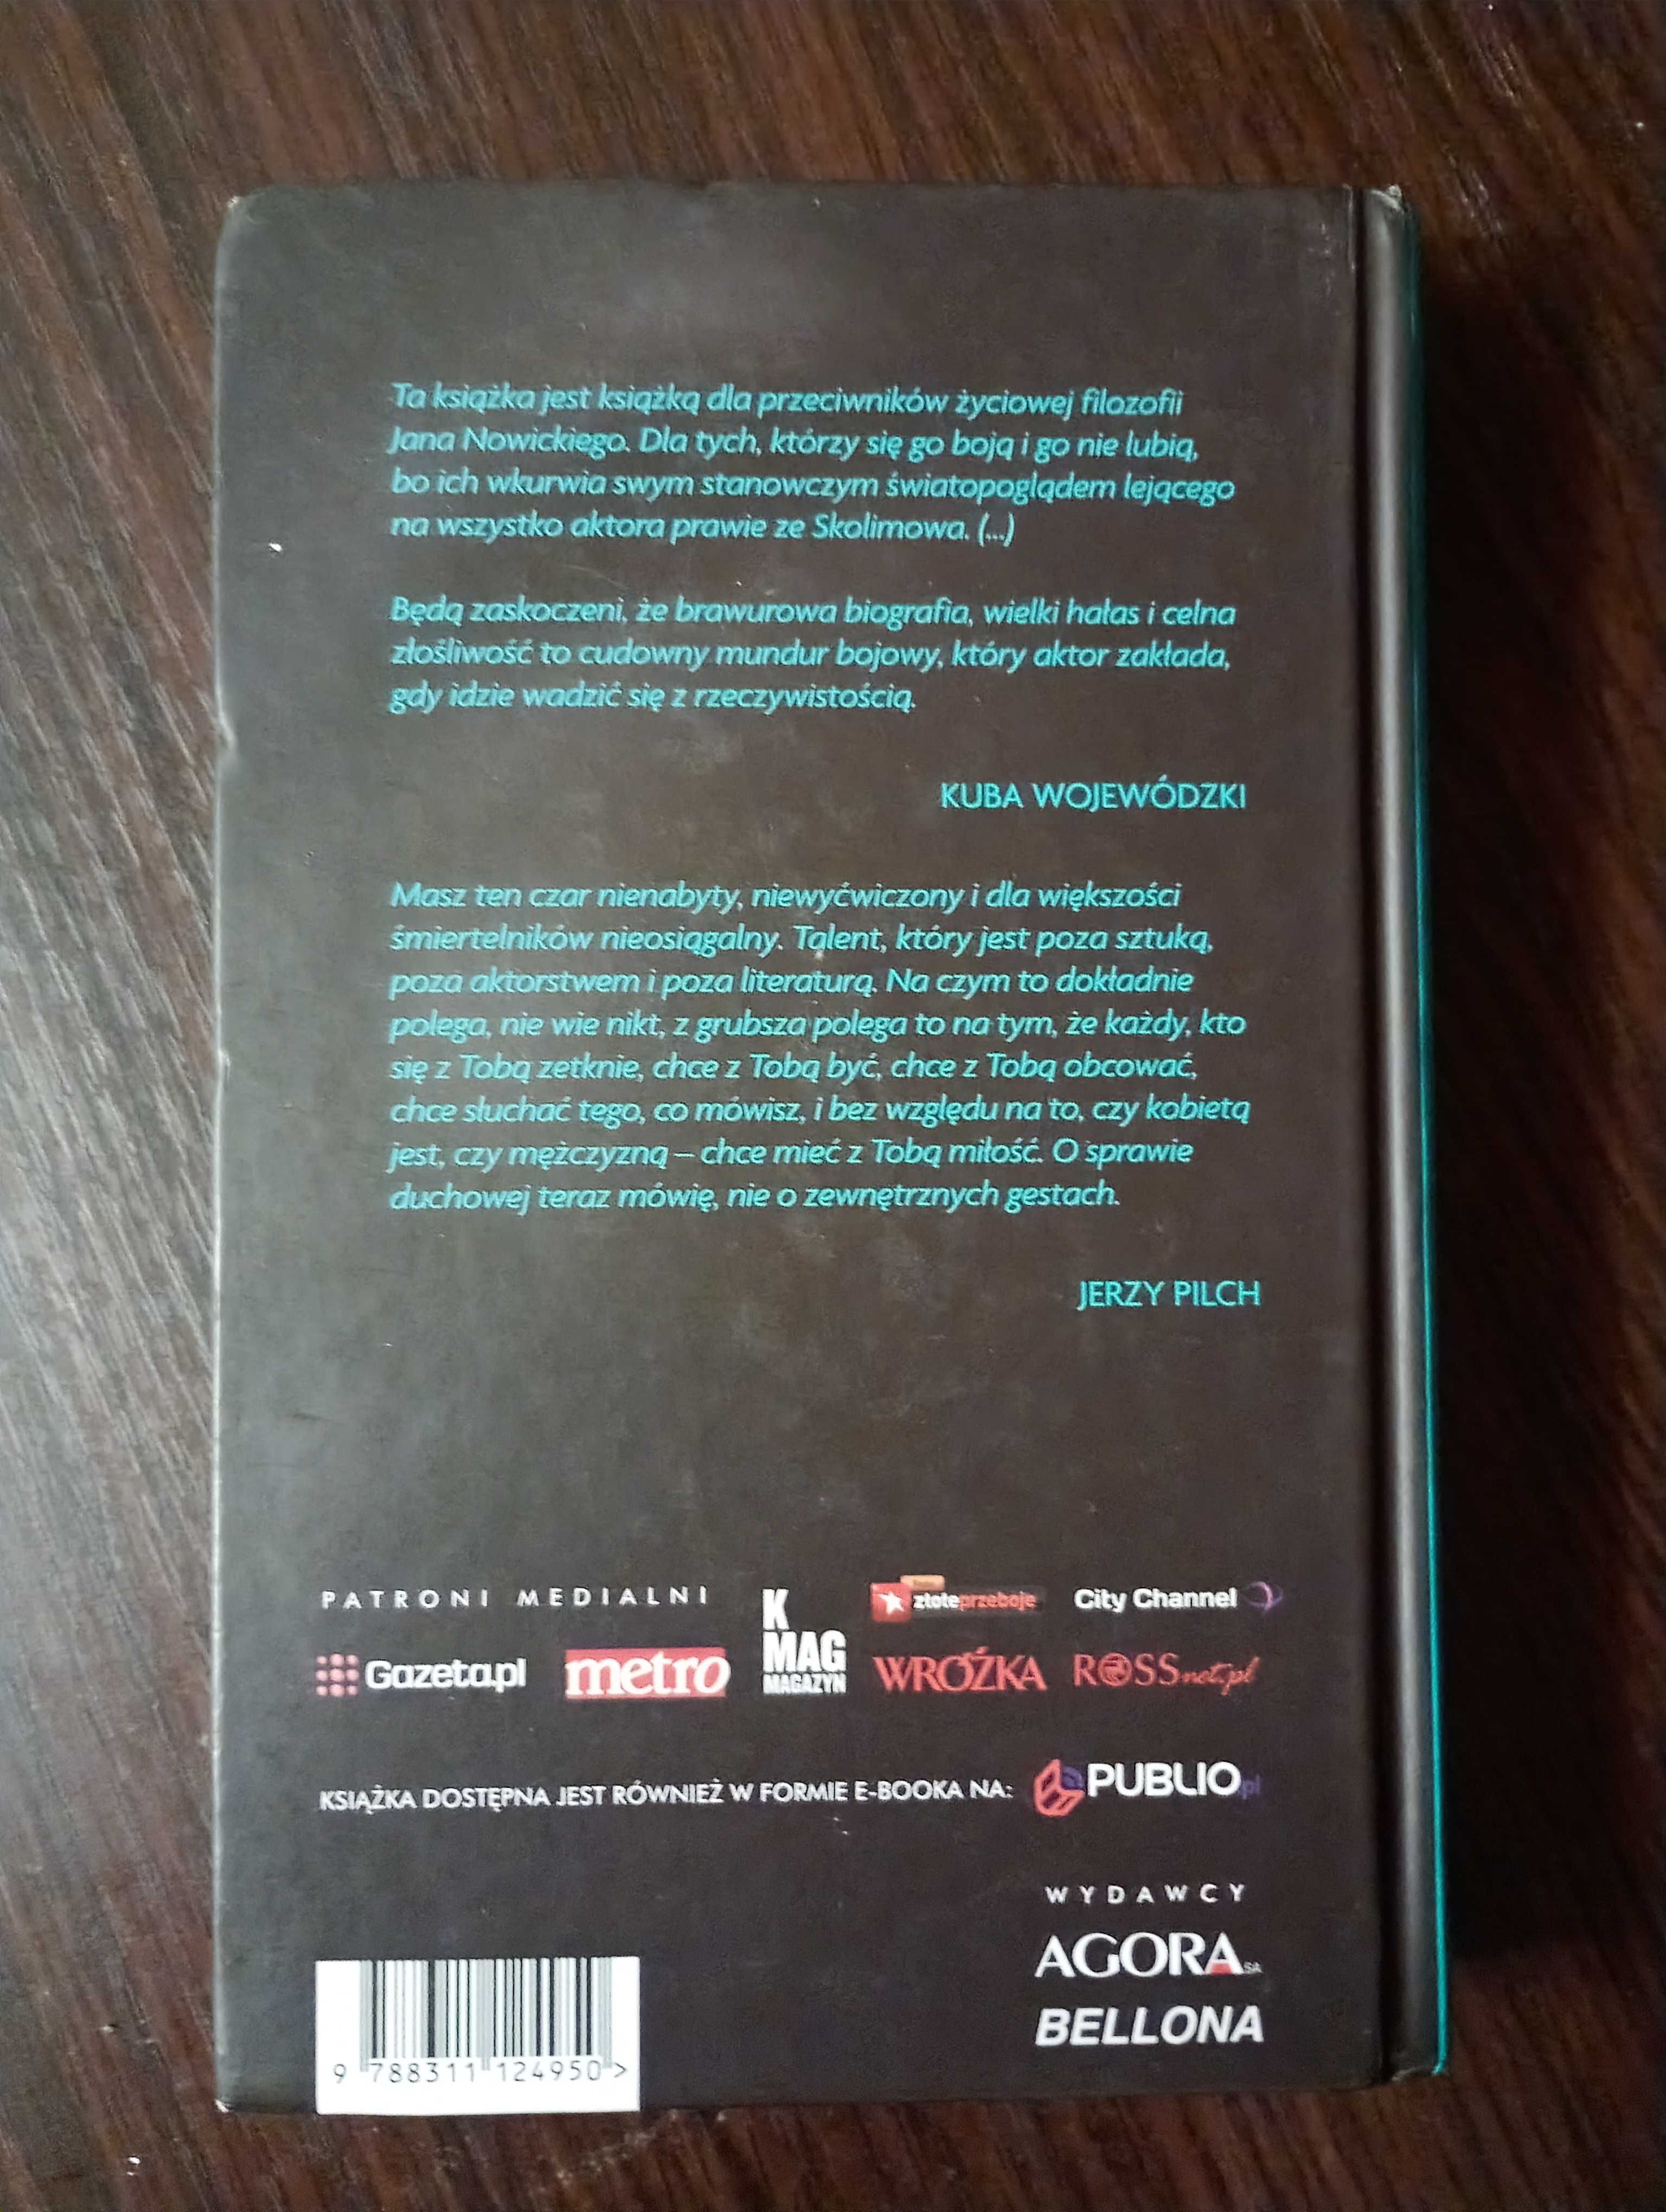 Ta książka jest książką dla przeciwników życiowej filozofii
Jana Nowickiego. Dla tych, którzy się go boją i go nie lubią,
bo ich wkurwia swym stanowczym światopoglądem lejącego
na wszystko aktora prawie ze Skolimowa. (...)
Będą zaskoczeni, że brawurowa biografia, wielki hałas i celna
złośliwość to cudowny mundur bojowy, który aktor zakłada,
gdy idzie wadzić się z rzeczywistością.
KUBA WOJEWÓDZKI
Masz ten czar nienabyty, niewyćwiczony i dla większości
śmiertelników nieosiągalny. Talent, który jest poza sztuką,
poza aktorstwem i poza literaturą. Na czym to dokładnie
polega, nie wie nikt, z grubsza polega to na tym, że każdy, kto
się z Tobą zetknie, chce z Tobą być, chce z Tobą obcować,
chce słuchać tego, co mówisz, i bez względu na to, czy kobietą
jest, czy mężczyzną – chce mieć z Tobą miłość. O sprawie
duchowej teraz mówię, nie o zewnętrznych gestach.
JERZY PILCH
PATRONI MEDIALNI
K
MAG
MAGAZYN
złoteprzeboje
City Channel
Gazeta.pl
metro
WRÓŻKA
ROSSnet.pl
KSIĄŻKA DOSTĘPNA JEST RÓWNIEŻ W FORMIE E-BOOKA NA:
PUBLIO.pl
WYDAWCY
AGORA SA
BELLONA
9 788311 124950 >